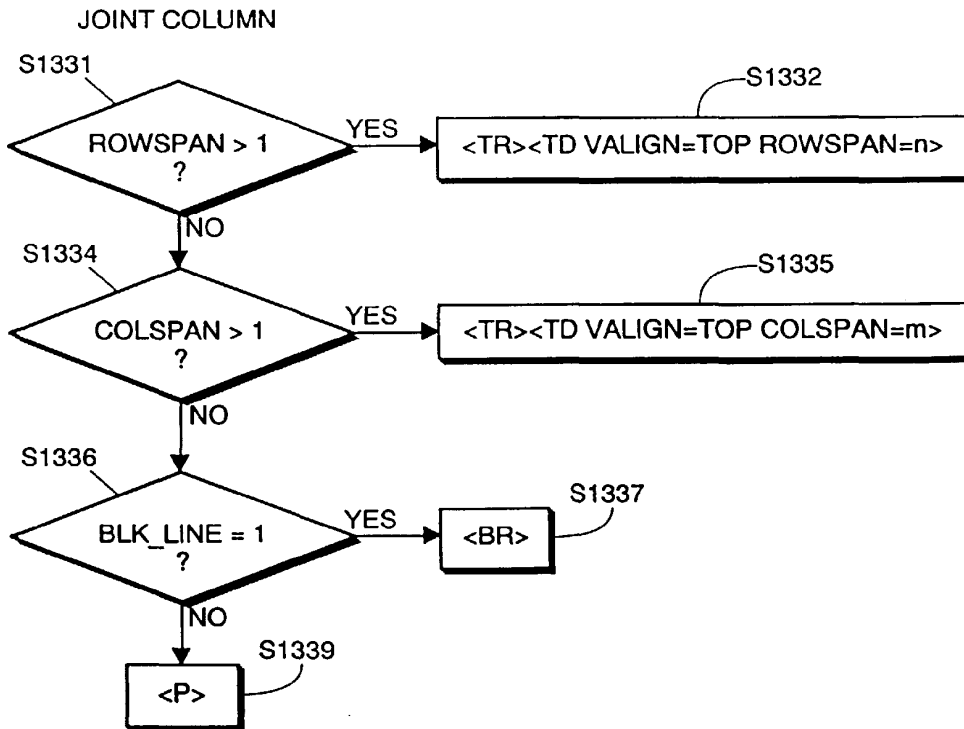 JOINT COLUMN
S1331
ROWSPAN > 1
?
YES
S1332
<TR><TD VALIGN=TOP ROWSPAN=n>
NO
S1334
COLSPAN > 1
?
YES
S1335
<TR><TD VALIGN=TOP COLSPAN=m>
NO
S1336
BLK_LINE = 1
?
YES
S1337
<BR>
NO
S1339
<P>